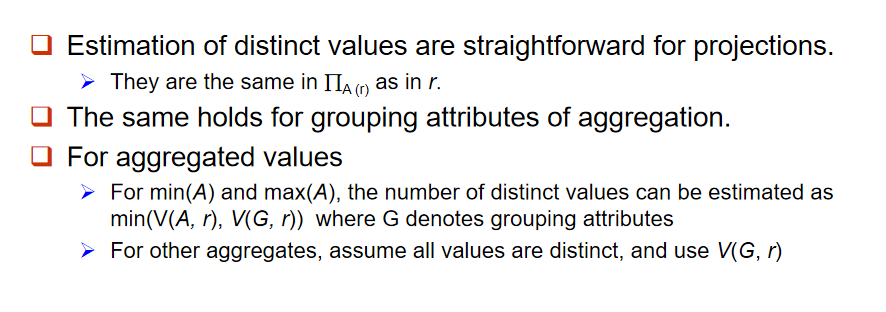 Estimation of distinct values are straightforward for projections.
They are the same in ∏A (r) as in r.
The same holds for grouping attributes of aggregation.
For aggregated values
For min(A) and max(A), the number of distinct values can be estimated as
min(V(A, r), V(G, r)) where G denotes grouping attributes
For other aggregates, assume all values are distinct, and use V(G, r)